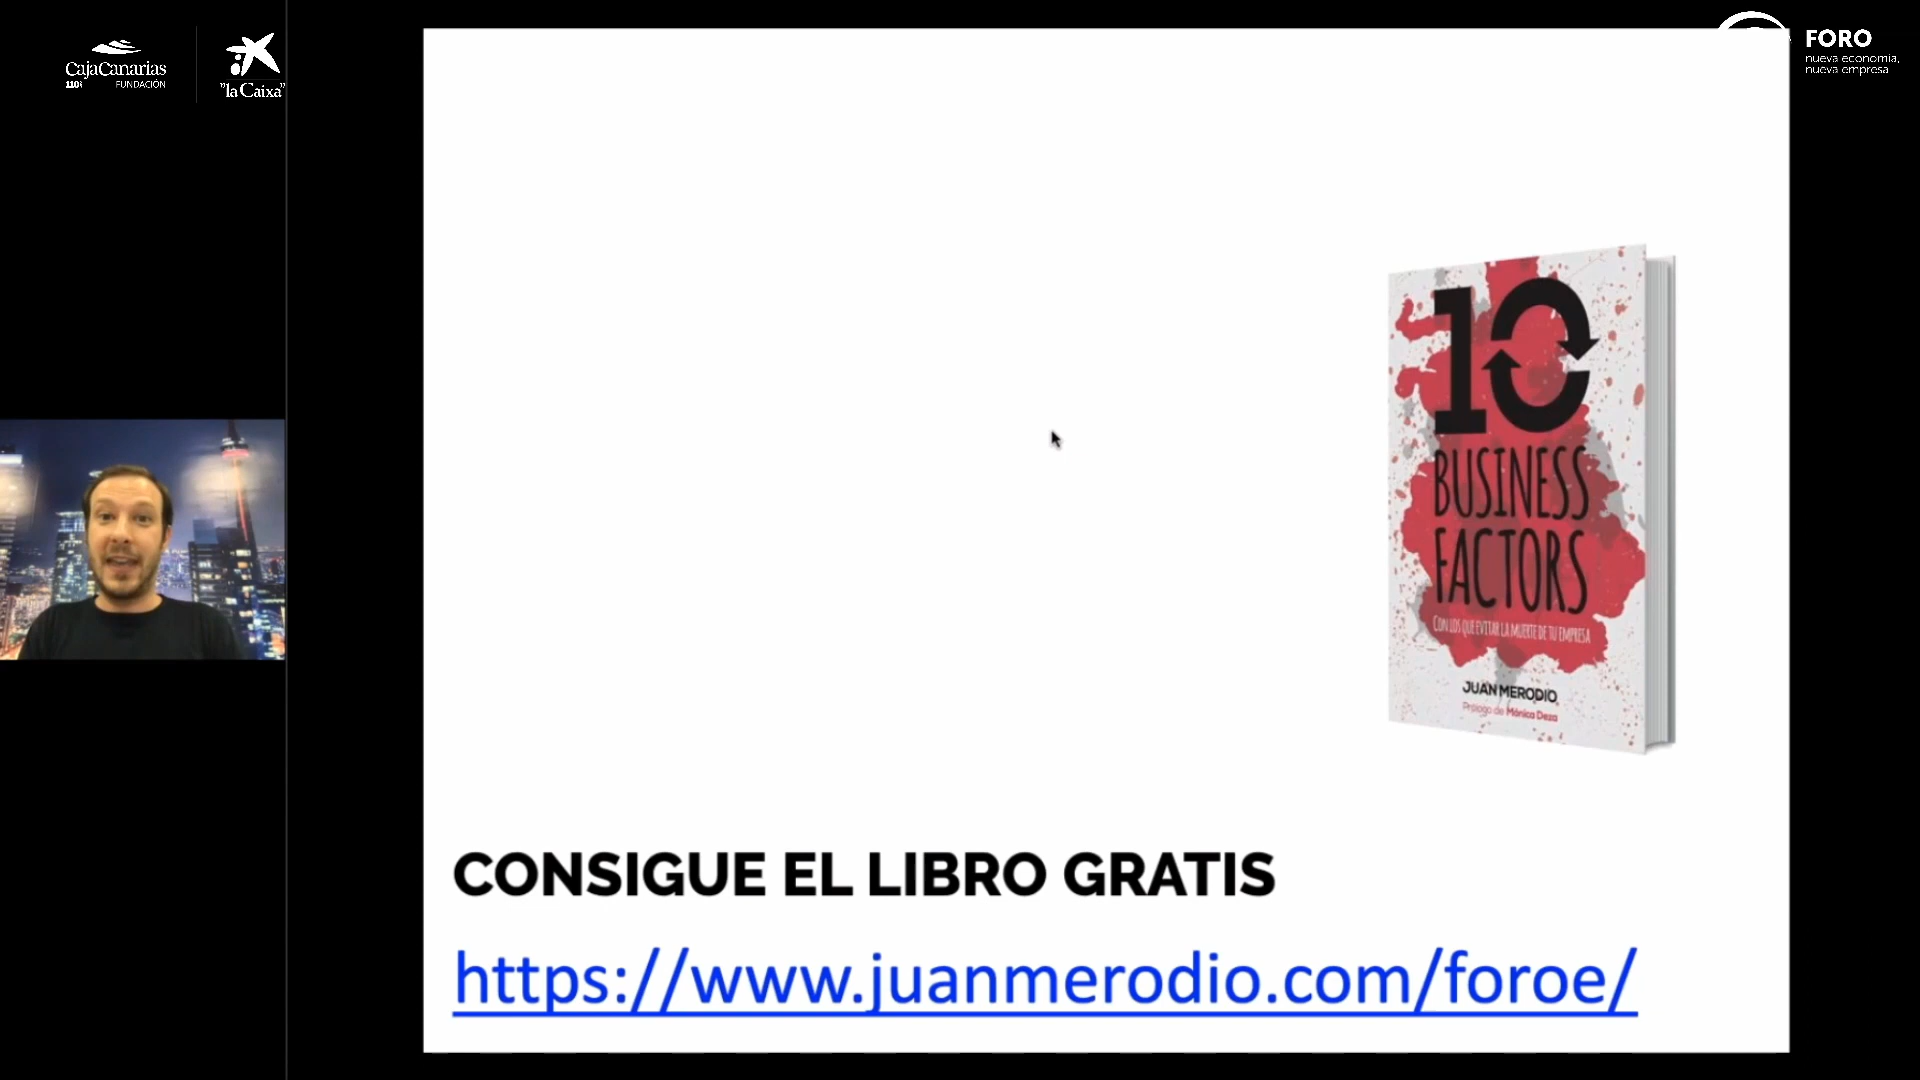 CajaCanarias
FUNDACIÓN
"la Caixa"
FORO
nueva economía,
nueva empresa
10
BUSINESS
FACTORS
CON LOS QUE EVITAR LA MUERTE DE TU EMPRESA
JUAN MERODIO
Prólogo de Mónica Deza
CONSIGUE EL LIBRO GRATIS
https://www.juanmerodio.com/foroe/